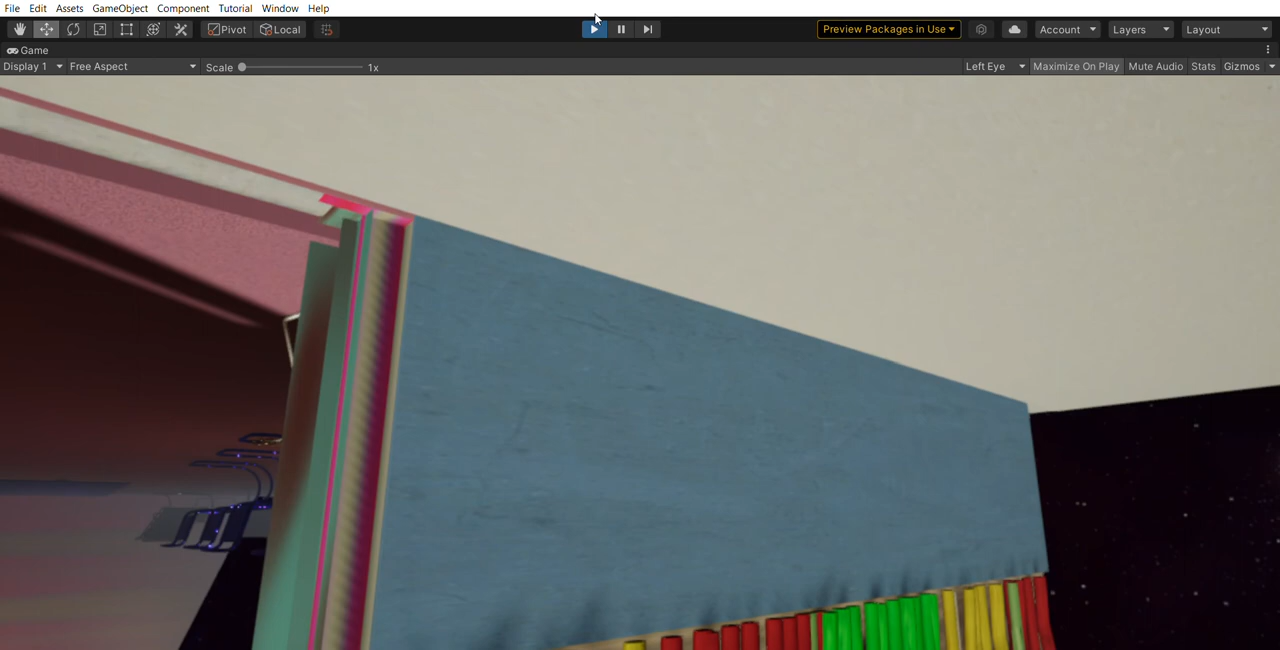 File Edit Assets GameObject Component Tutorial Window Help
Pivot Local Preview Packages in Use Account Layers Layout
Game
Display 1 Free Aspect Scale 1x Left Eye Maximize On Play Mute Audio Stats Gizmos